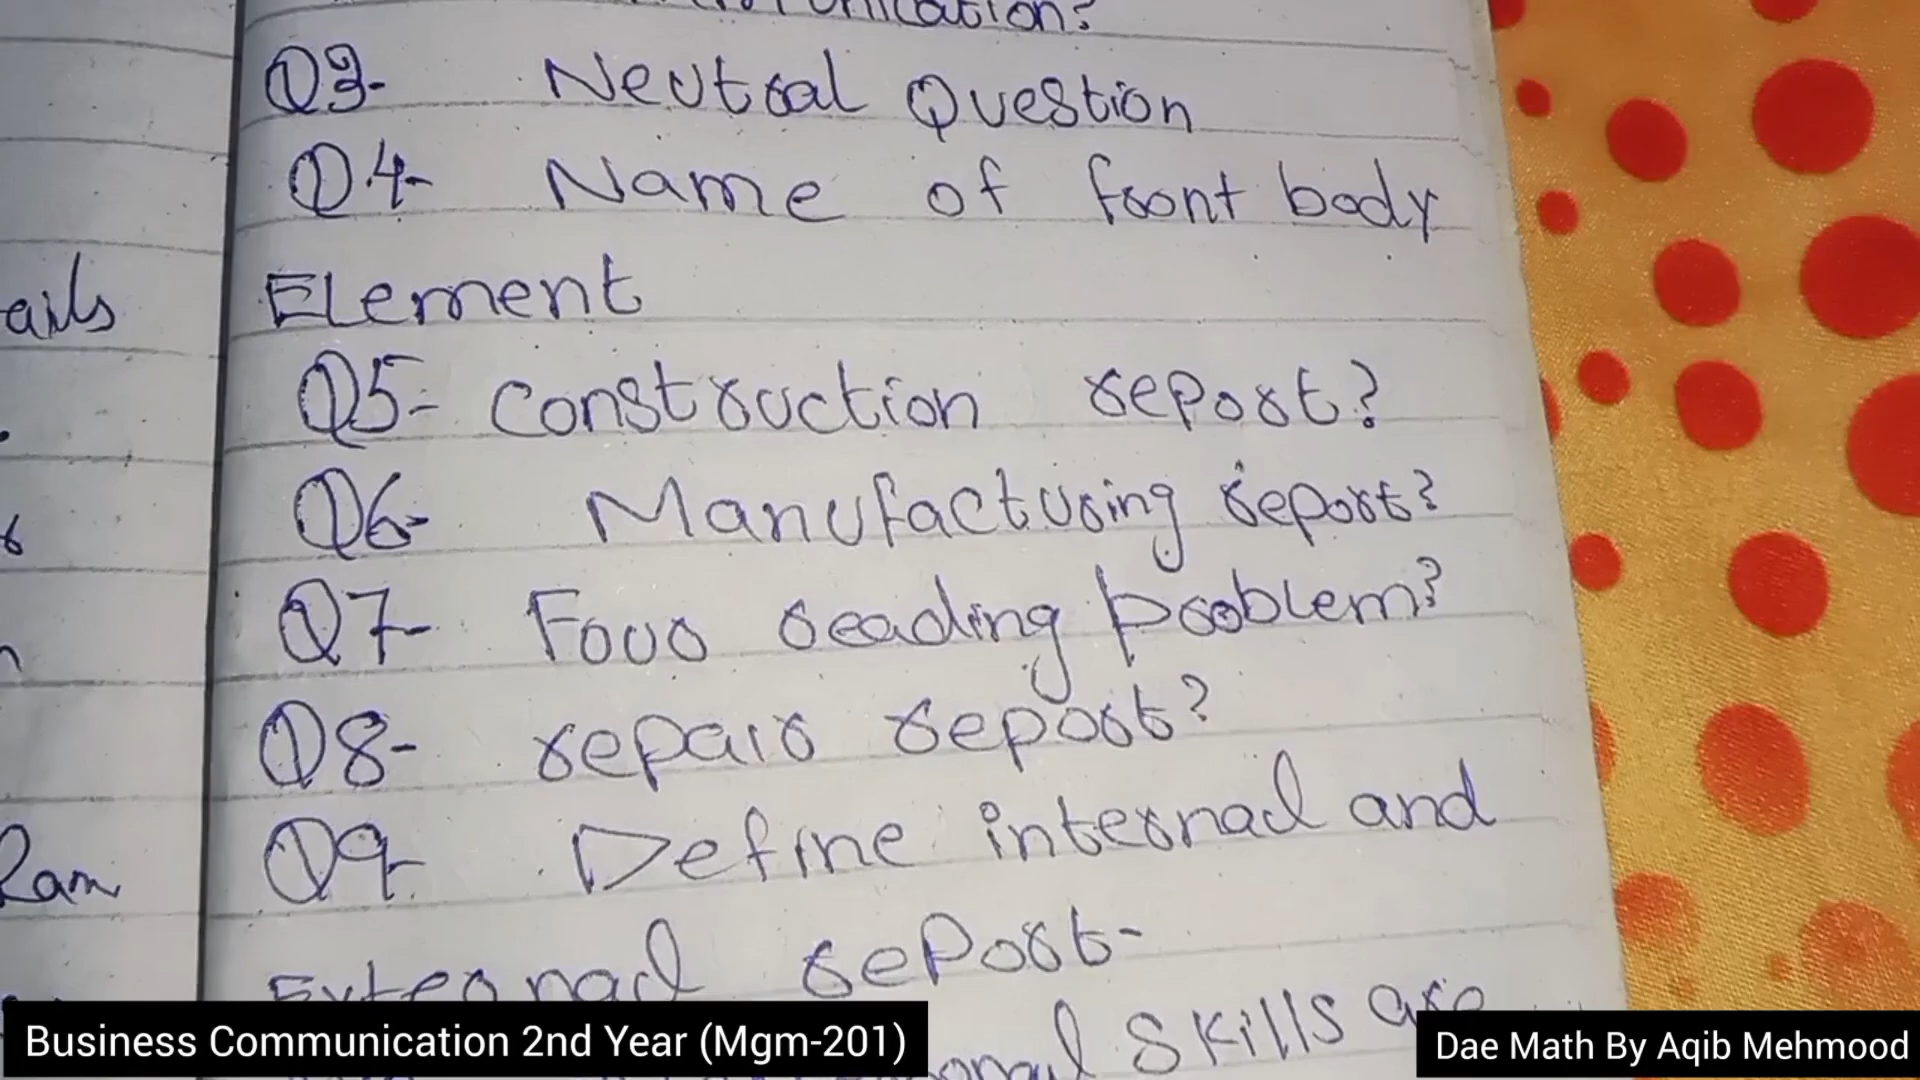 Q3- Neutral Question
Q4- Name of front body
Element
Q5- Construction report?
Q6- Manufacturing report?
Q7- Four reading problem?
Q8- repair report?
Q9- Define internal and
External report-
Skills are
ails
Ram
Business Communication 2nd Year (Mgm-201)
Dae Math By Aqib Mehmood